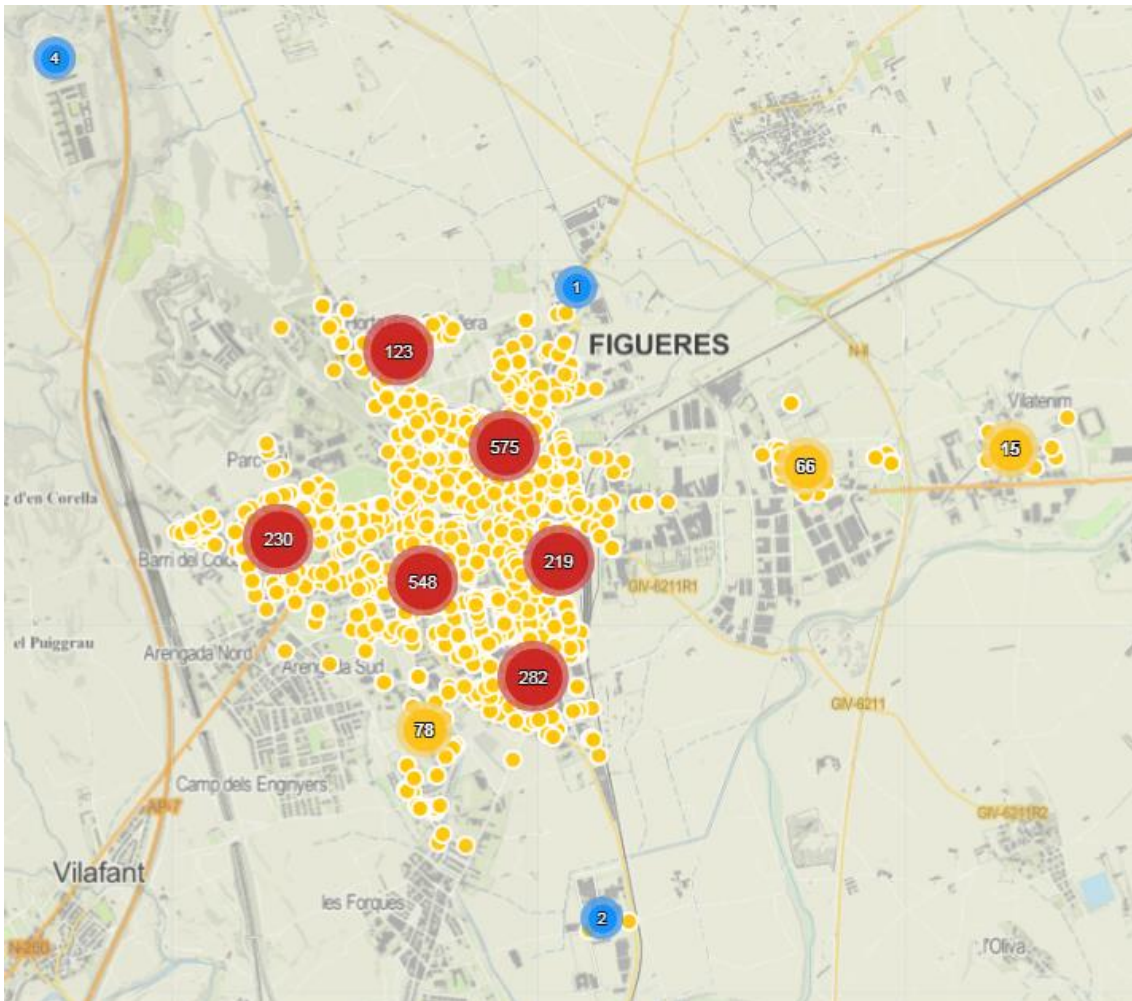 4
1
FIGUERES
123
N-II
Vilatenim
575
15
66
Parc
g d'en Corella
230
219
Barri del
548
GIV-6211R1
el Puiggrau
Arengada Nord
Arengada Sud
282
GIV-6211
78
Camp dels Enginyers
AP-7
GIV-6211R2
Vilafant
les Forques
2
N-260
l'Oliva